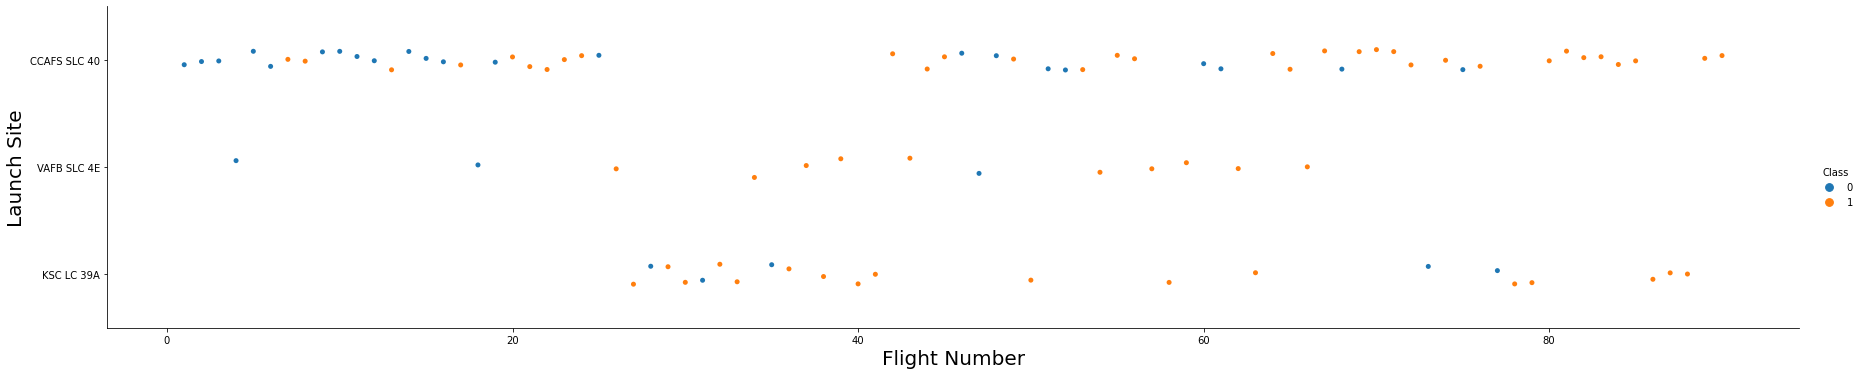 Launch Site
CCAFS SLC 40
VAFB SLC 4E
KSC LC 39A
0 20 40 60 80
Flight Number
Class
0
1